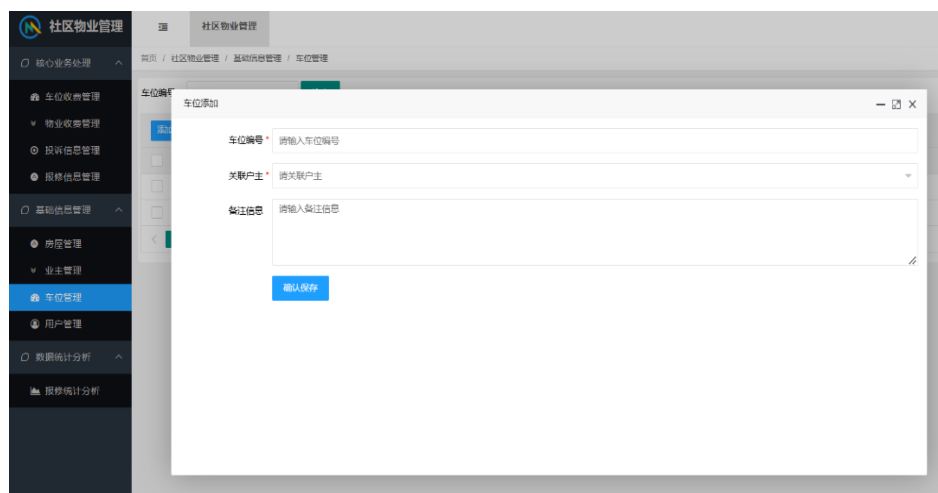 社区物业管理
社区物业管理
首页 / 社区物业管理 / 基础信息管理 / 车位管理
核心业务处理
车位收费管理
物业收费管理
投诉信息管理
报修信息管理
基础信息管理
房屋管理
业主管理
车位管理
用户管理
数据统计分析
报修统计分析
车位编号
添加
车位添加
车位编号 * 请输入车位编号
关联户主 * 请关联户主
备注信息 请输入备注信息
确认保存